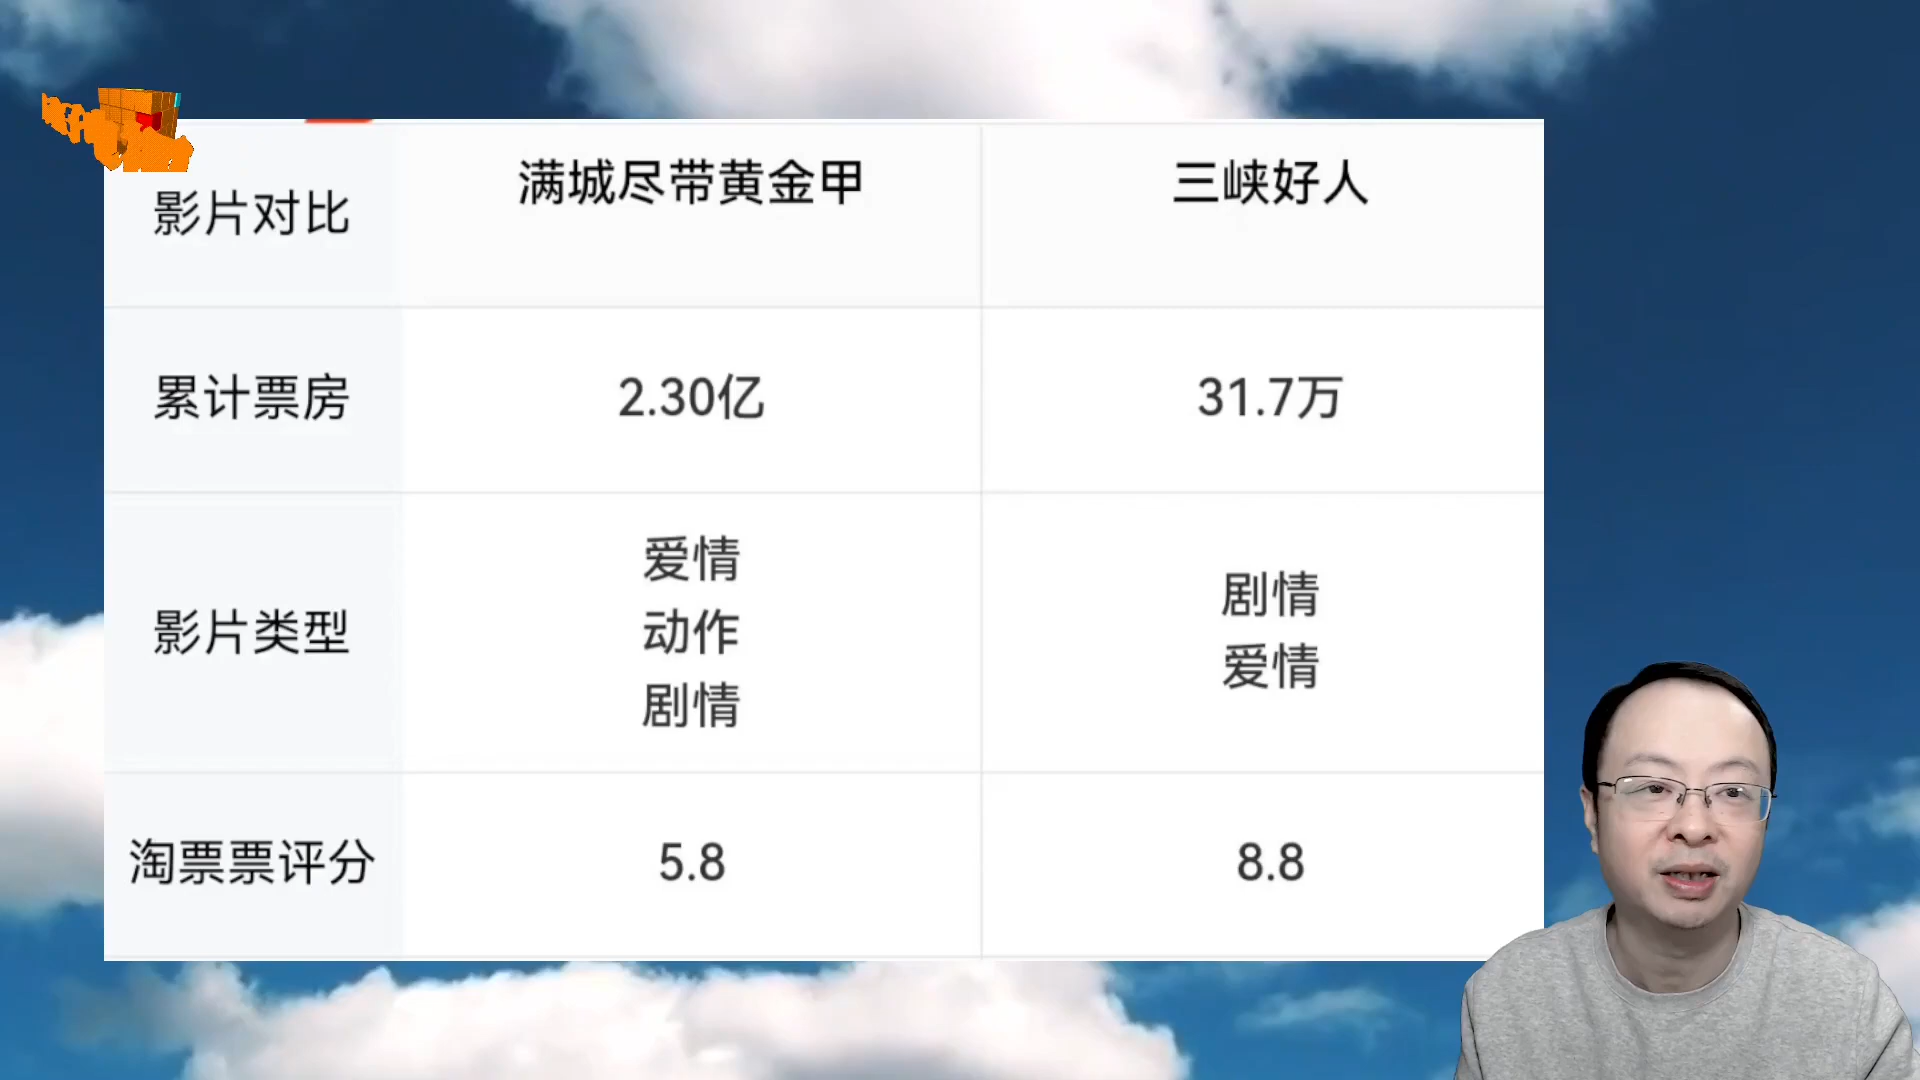 影片对比
满城尽带黄金甲
三峡好人
累计票房
2.30亿
31.7万
影片类型
爱情
动作
剧情
剧情
爱情
淘票票评分
5.8
8.8